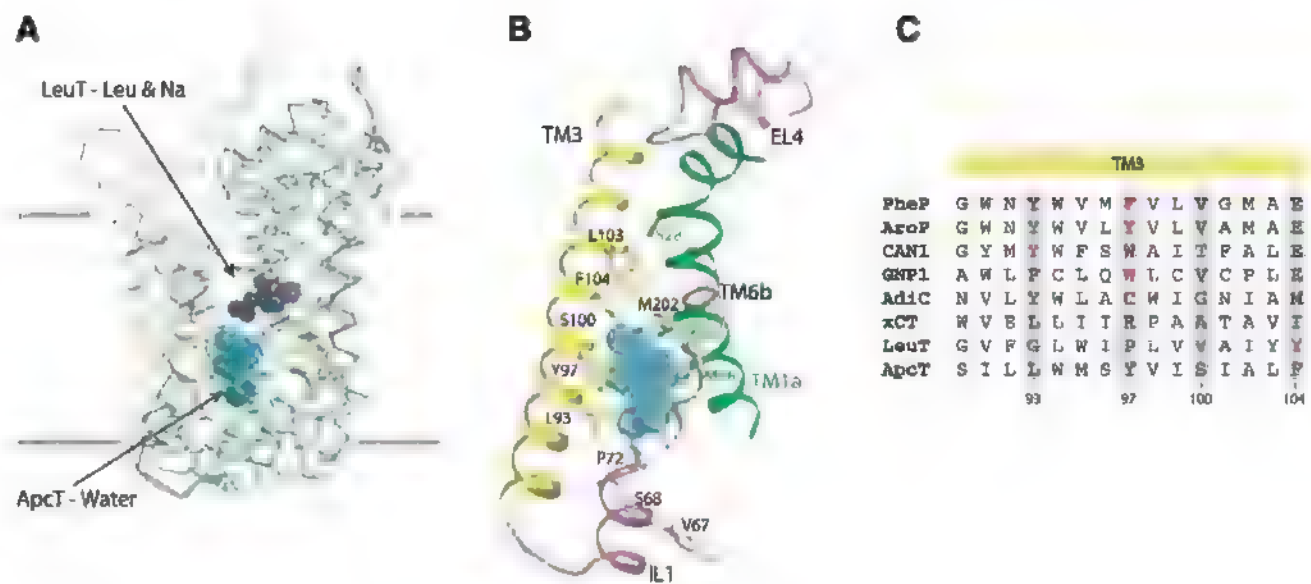 A
LeuT - Leu & Na
ApcT - Water
B
TM3
EL4
L103
F104
M202
TM6b
S100
TM1a
L93
P72
S68
V67
IL1
C
TM3
PheP G W N Y W V M F V L V G M A E
AroP G W N Y W V L Y V L V A M A E
CAN1 G Y M Y W F S W A I T F A L E
GNP1 A W L P C L Q W L C V C P L E
AdiC N V L Y W L A C W I G N I A M
xCT W V E L L I I R P A A T A V I
LeuT G V F G L W I P L V V A I Y Y
ApcT S I L L W M S Y V I S I A L F
93 97 100 104